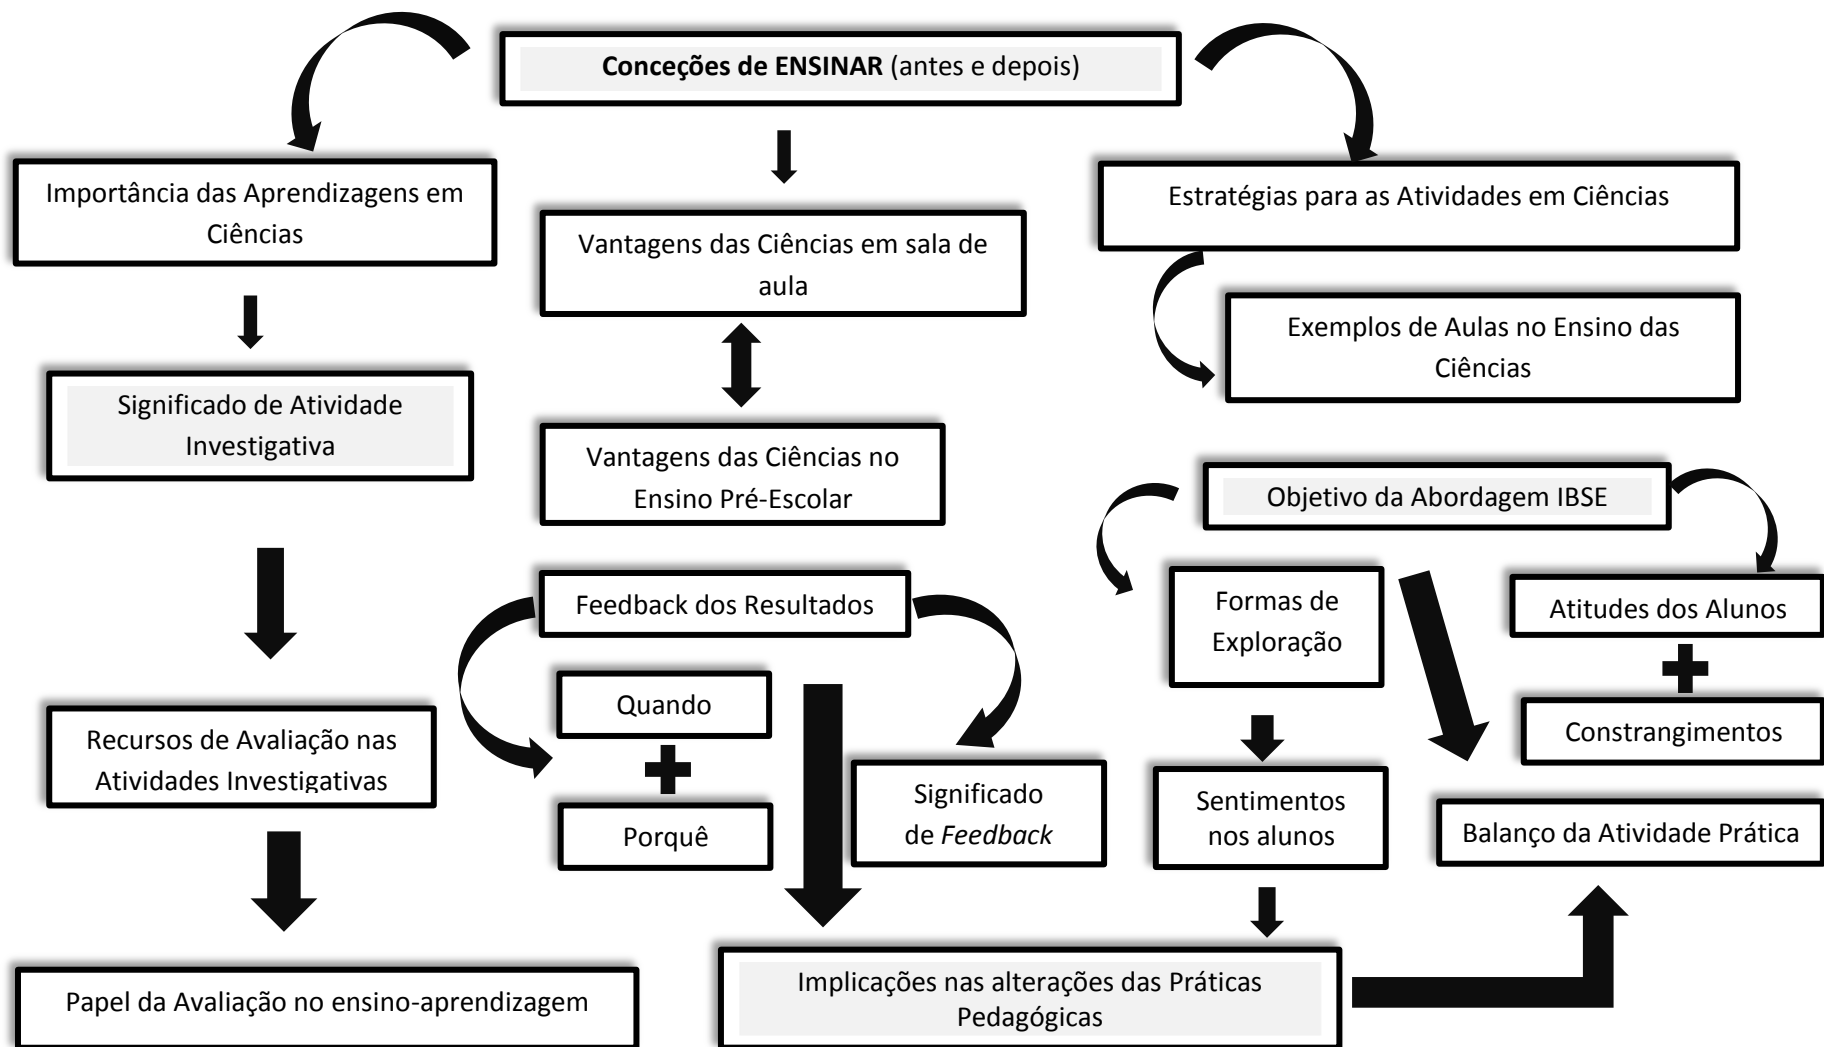 Conceções de ENSINAR (antes e depois)
Importância das Aprendizagens em
Ciências
Vantagens das Ciências em sala de
aula
Estratégias para as Atividades em Ciências
Exemplos de Aulas no Ensino das
Ciências
Significado de Atividade
Investigativa
Vantagens das Ciências no
Ensino Pré-Escolar
Objetivo da Abordagem IBSE
Feedback dos Resultados
Formas de
Exploração
Atitudes dos Alunos
Quando
Constrangimentos
Recursos de Avaliação nas
Atividades Investigativas
Porquê
Significado
de Feedback
Sentimentos
nos alunos
Balanço da Atividade Prática
Papel da Avaliação no ensino-aprendizagem
Implicações nas alterações das Práticas
Pedagógicas